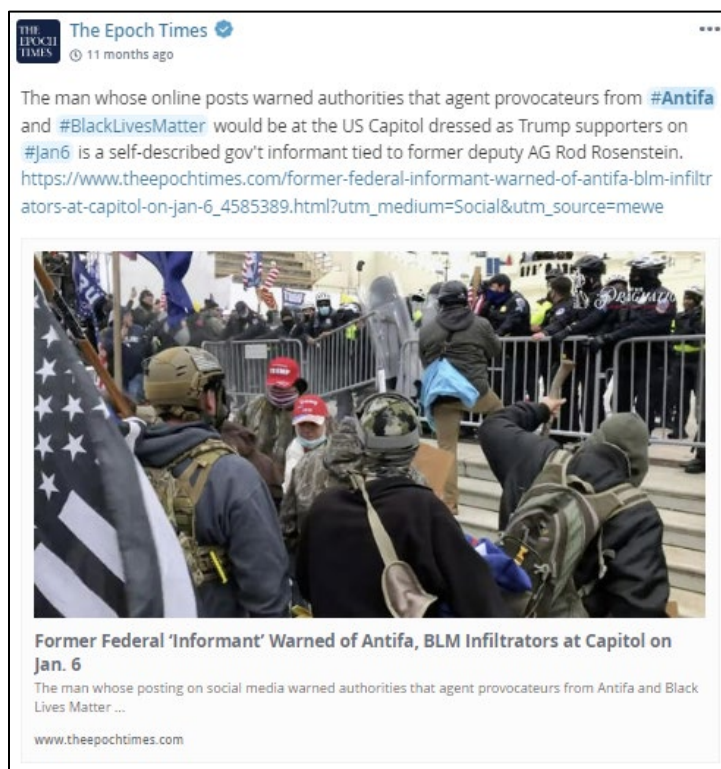 THE
EPOCH
TIMES
The Epoch Times
11 months ago
The man whose online posts warned authorities that agent provocateurs from #Antifa
and #BlackLivesMatter would be at the US Capitol dressed as Trump supporters on
#Jan6 is a self-described gov't informant tied to former deputy AG Rod Rosenstein.
https://www.theepochtimes.com/former-federal-informant-warned-of-antifa-blm-infiltr
ators-at-capitol-on-jan-6_4585389.html?utm_medium=Social&utm_source=mewe
TRUMP
Former Federal ‘Informant’ Warned of Antifa, BLM Infiltrators at Capitol on
Jan. 6
The man whose posting on social media warned authorities that agent provocateurs from Antifa and Black
Lives Matter ...
www.theepochtimes.com